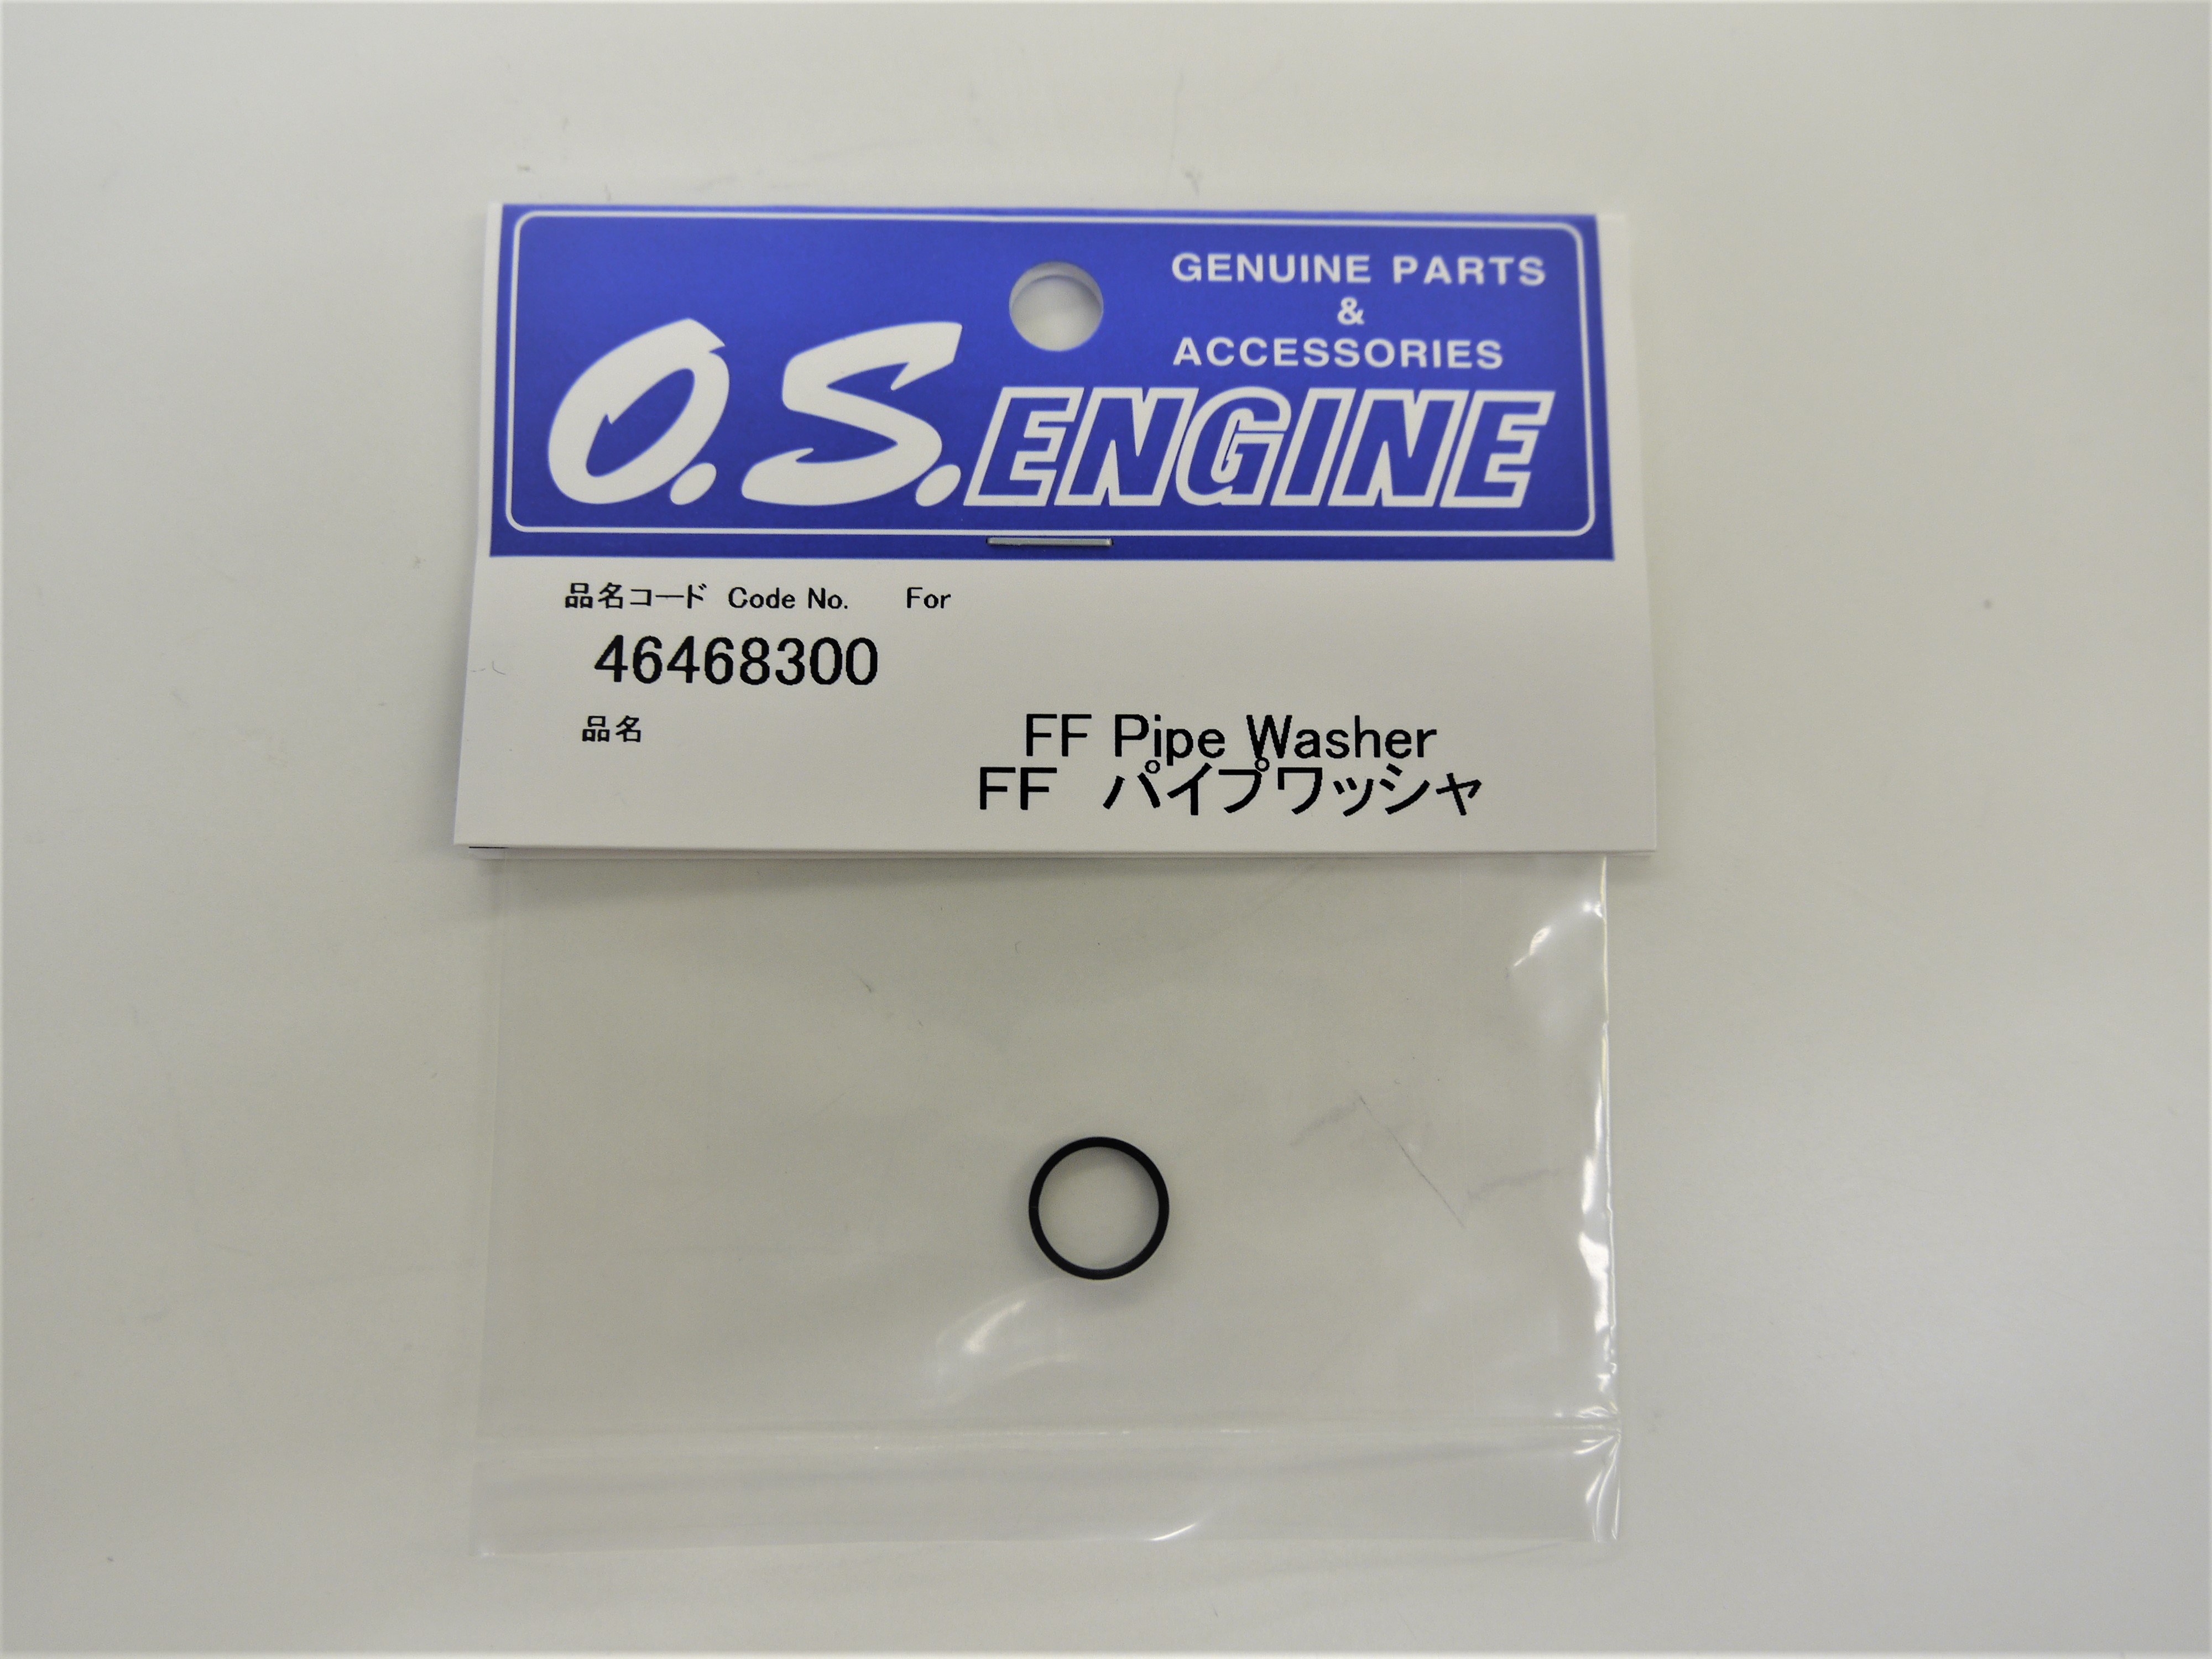 GENUINE PARTS
&
ACCESSORIES
O.S. ENGINE
品名コード Code No. For
46468300
品名
FF Pipe Washer
FF パイプワッシャ